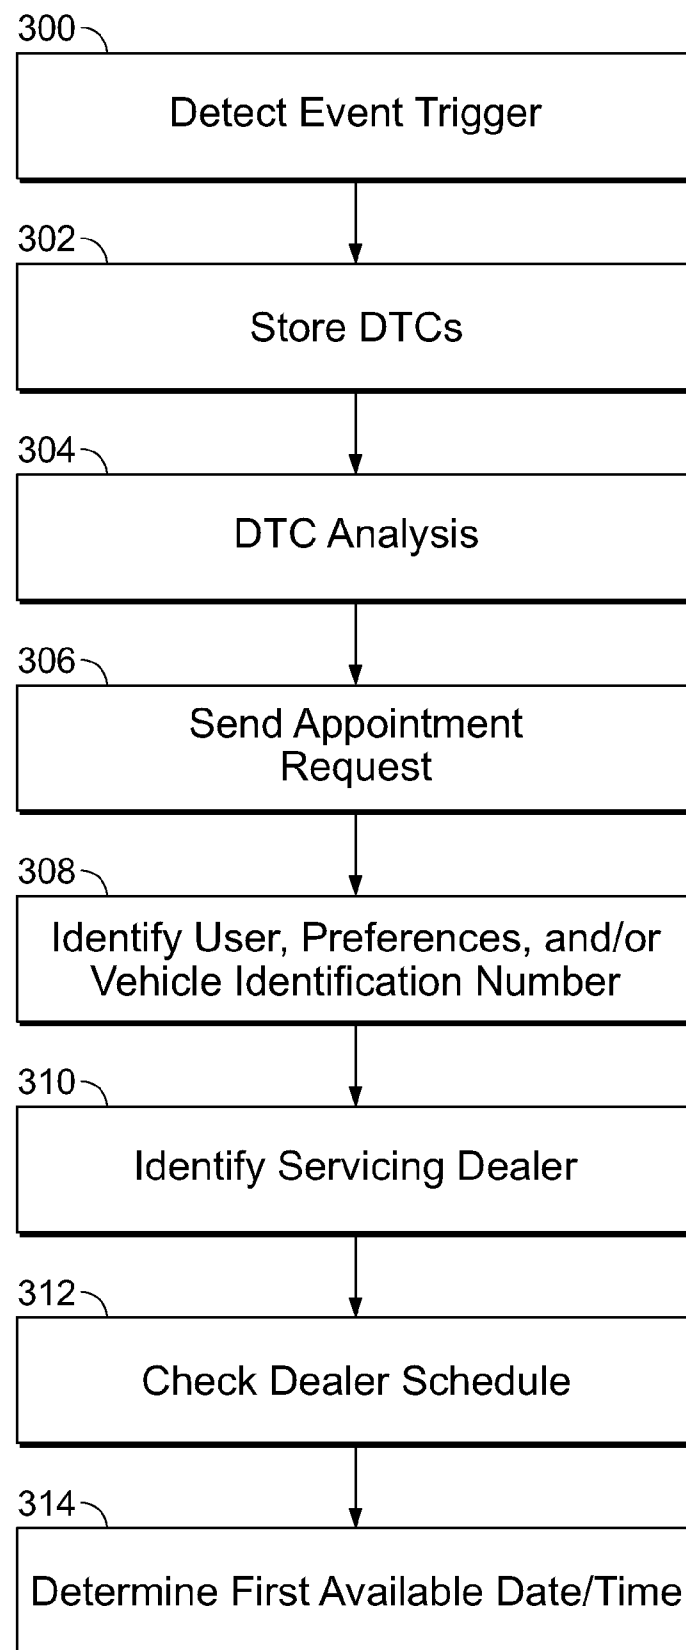 300
Detect Event Trigger
302
Store DTCs
304
DTC Analysis
306
Send Appointment
Request
308
Identify User, Preferences, and/or
Vehicle Identification Number
310
Identify Servicing Dealer
312
Check Dealer Schedule
314
Determine First Available Date/Time